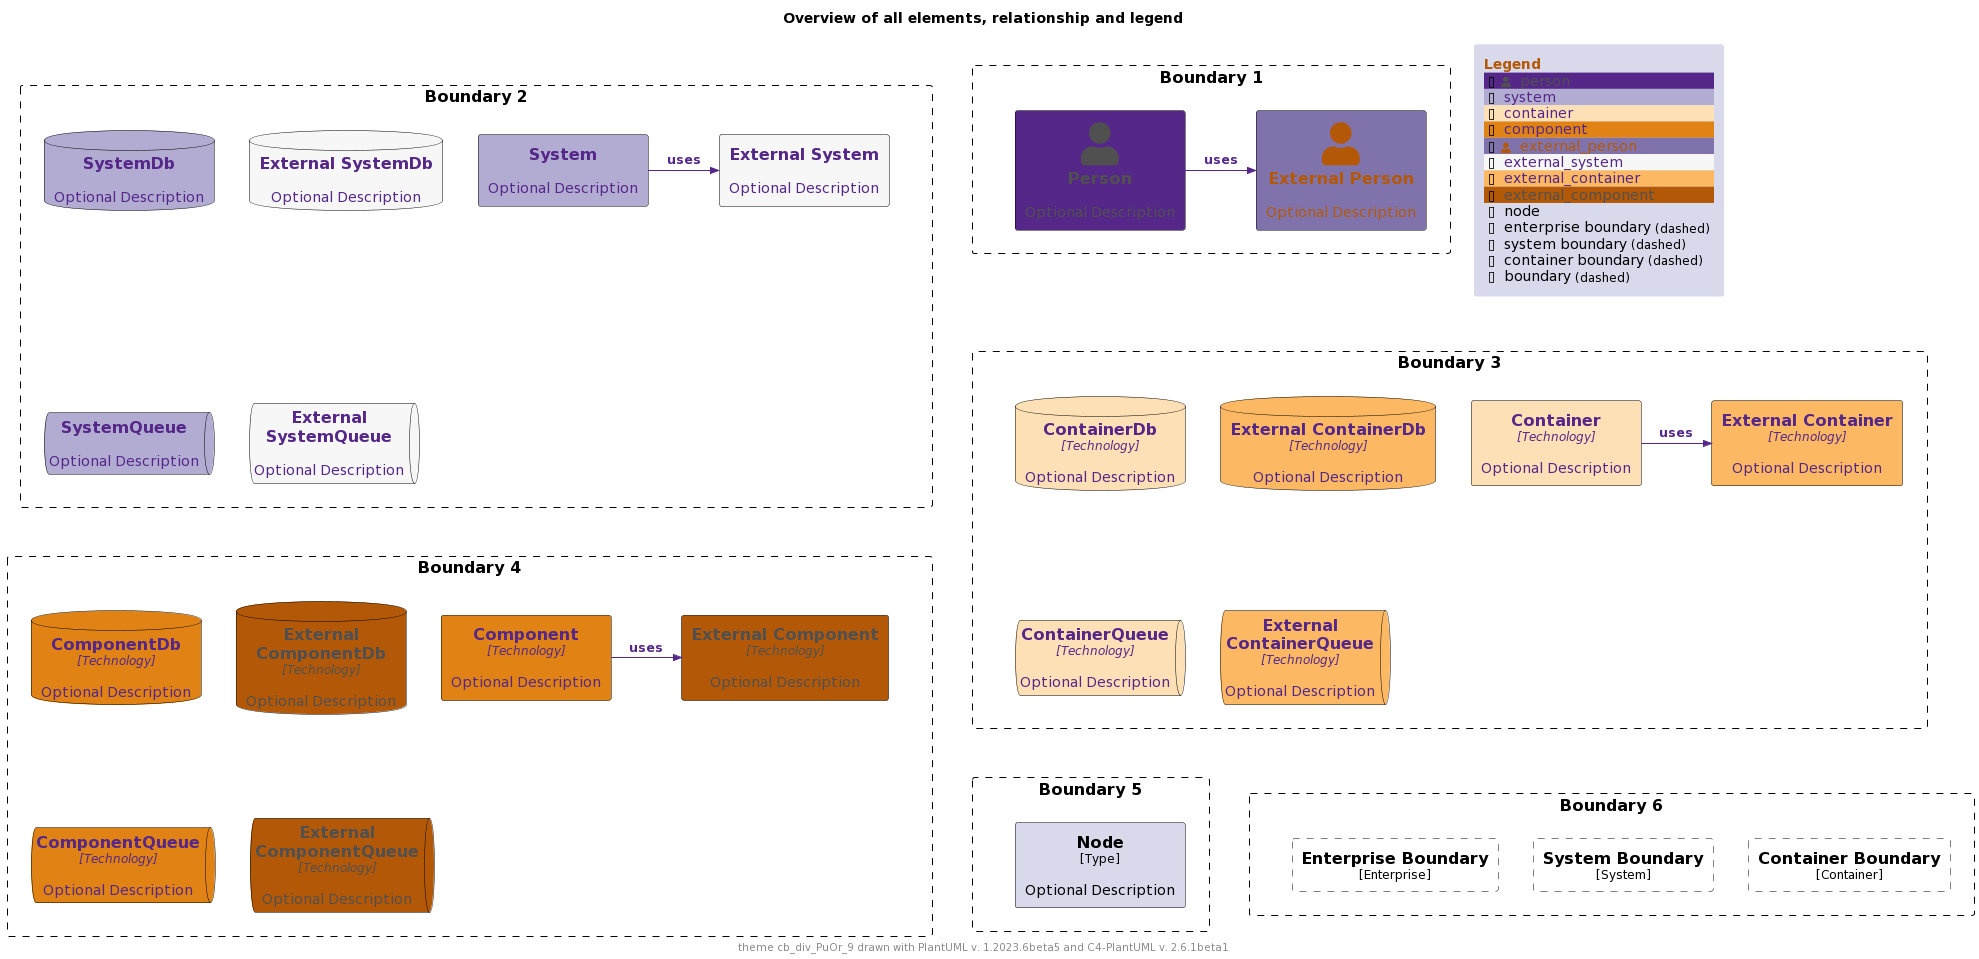 Overview of all elements, relationship and legend
Boundary 2
SystemDb
Optional Description
External SystemDb
Optional Description
System
Optional Description
uses
External System
Optional Description
SystemQueue
Optional Description
External
SystemQueue
Optional Description
Boundary 1
Person
Optional Description
uses
External Person
Optional Description
Legend
person
system
container
component
external_person
external_system
external_container
external_component
node
enterprise boundary (dashed)
system boundary (dashed)
container boundary (dashed)
boundary (dashed)
Boundary 3
ContainerDb
[Technology]
Optional Description
External ContainerDb
[Technology]
Optional Description
Container
[Technology]
Optional Description
uses
External Container
[Technology]
Optional Description
ContainerQueue
[Technology]
Optional Description
External
ContainerQueue
[Technology]
Optional Description
Boundary 4
ComponentDb
[Technology]
Optional Description
External
ComponentDb
[Technology]
Optional Description
Component
[Technology]
Optional Description
uses
External Component
[Technology]
Optional Description
ComponentQueue
[Technology]
Optional Description
External
ComponentQueue
[Technology]
Optional Description
Boundary 5
Node
[Type]
Optional Description
Boundary 6
Enterprise Boundary
[Enterprise]
System Boundary
[System]
Container Boundary
[Container]
theme cb_div_PuOr_9 drawn with PlantUML v. 1.2023.6beta5 and C4-PlantUML v. 2.6.1beta1